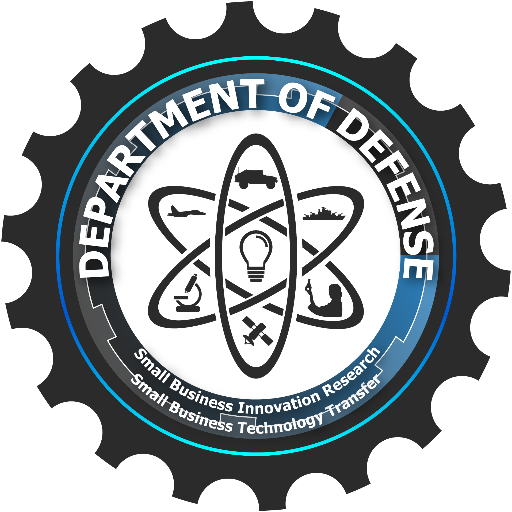 DEPARTMENT OF DEFENSE
Small Business Innovation Research
Small Business Technology Transfer